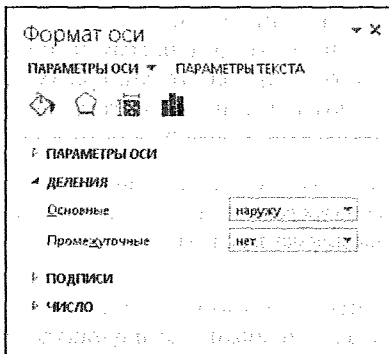 Формат оси
ПАРАМЕТРЫ ОСИ ПАРАМЕТРЫ ТЕКСТА
ПАРАМЕТРЫ ОСИ
ДЕЛЕНИЯ
Основные наружу
Промежуточные нет
ПОДПИСИ
ЧИСЛО